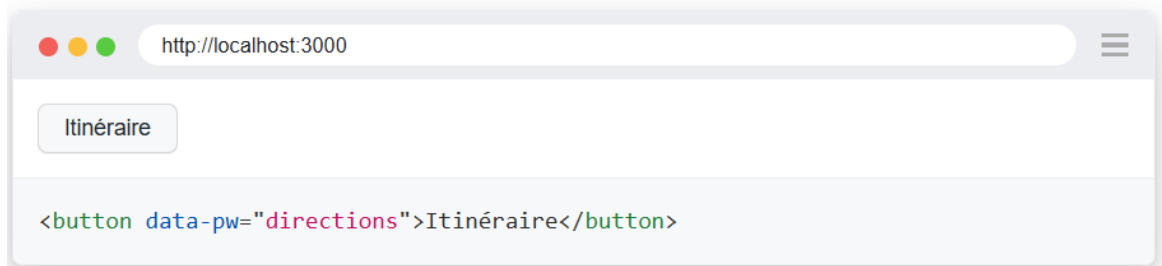 http://localhost:3000
Itinéraire
<button data-pw="directions">Itinéraire</button>